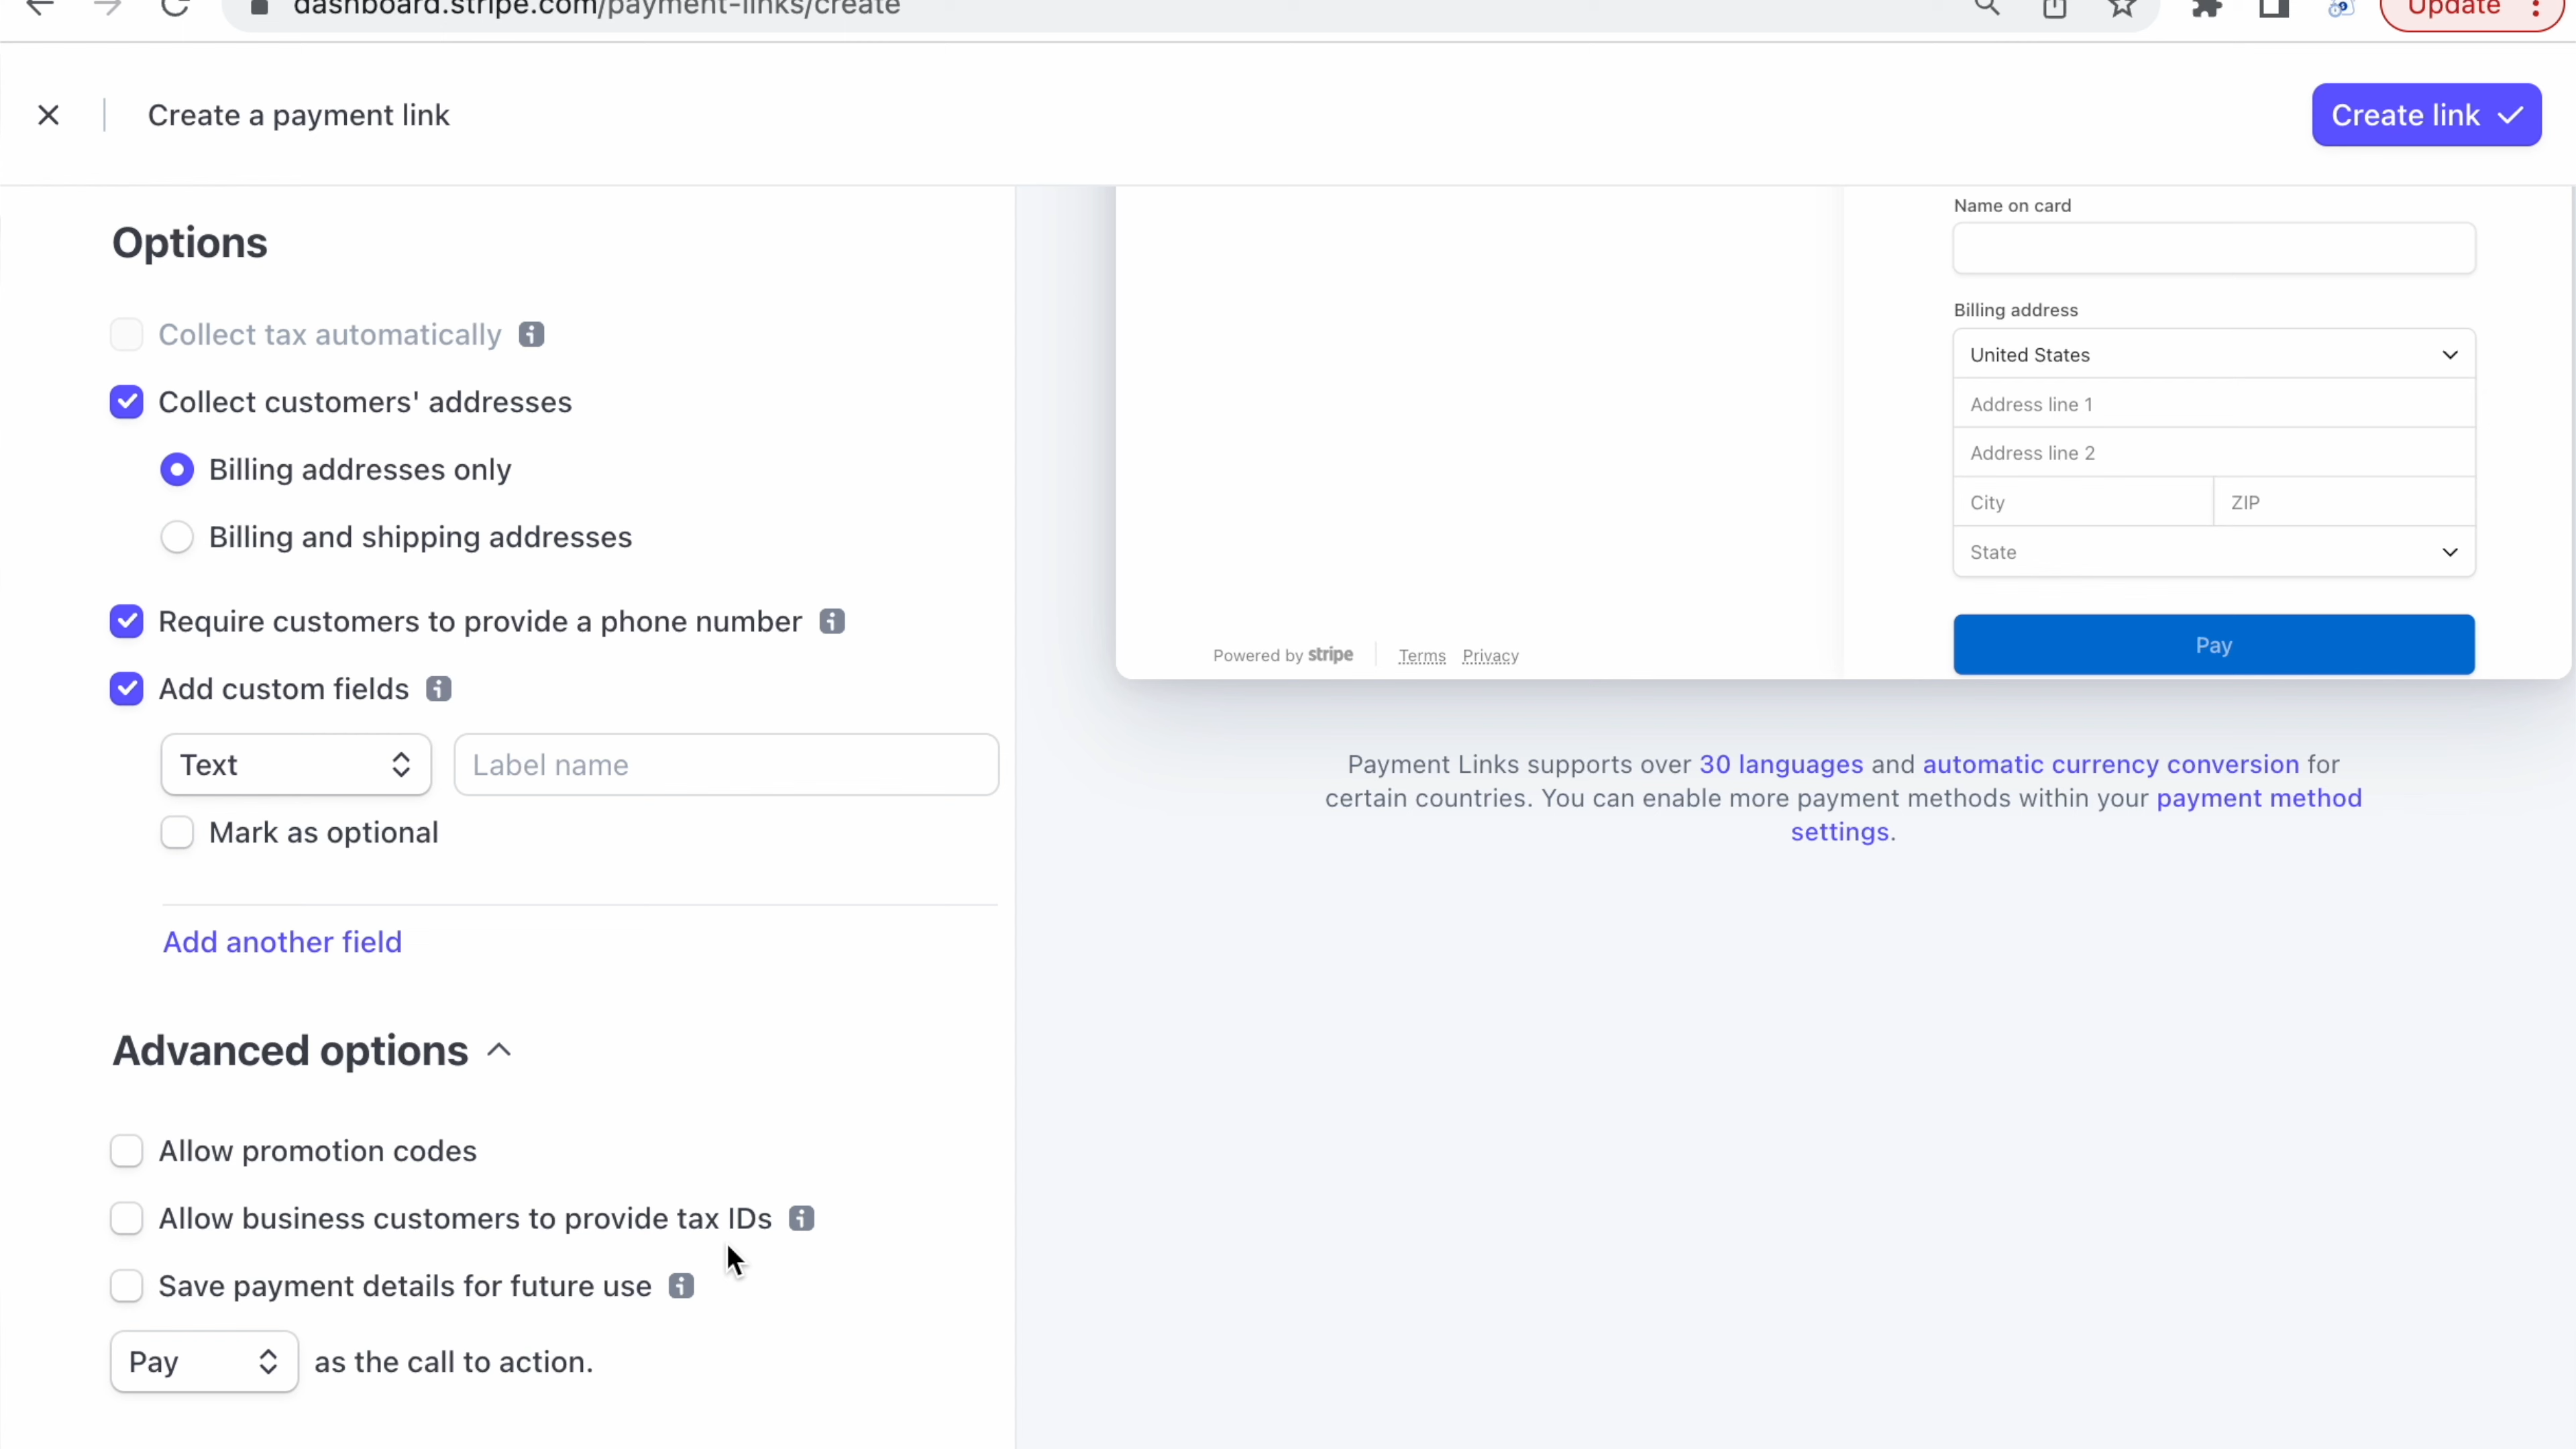 dashboard.stripe.com/payment-links/create
Update
Create a payment link
Create link
Options
Collect tax automatically
Collect customers' addresses
Billing addresses only
Billing and shipping addresses
Require customers to provide a phone number
Add custom fields
Text
Label name
Mark as optional
Add another field
Advanced options
Allow promotion codes
Allow business customers to provide tax IDs
Save payment details for future use
Pay
as the call to action.
Name on card
Billing address
United States
Address line 1
Address line 2
City
ZIP
State
Pay
Powered by stripe
Terms
Privacy
Payment Links supports over 30 languages and automatic currency conversion for
certain countries. You can enable more payment methods within your payment method
settings.